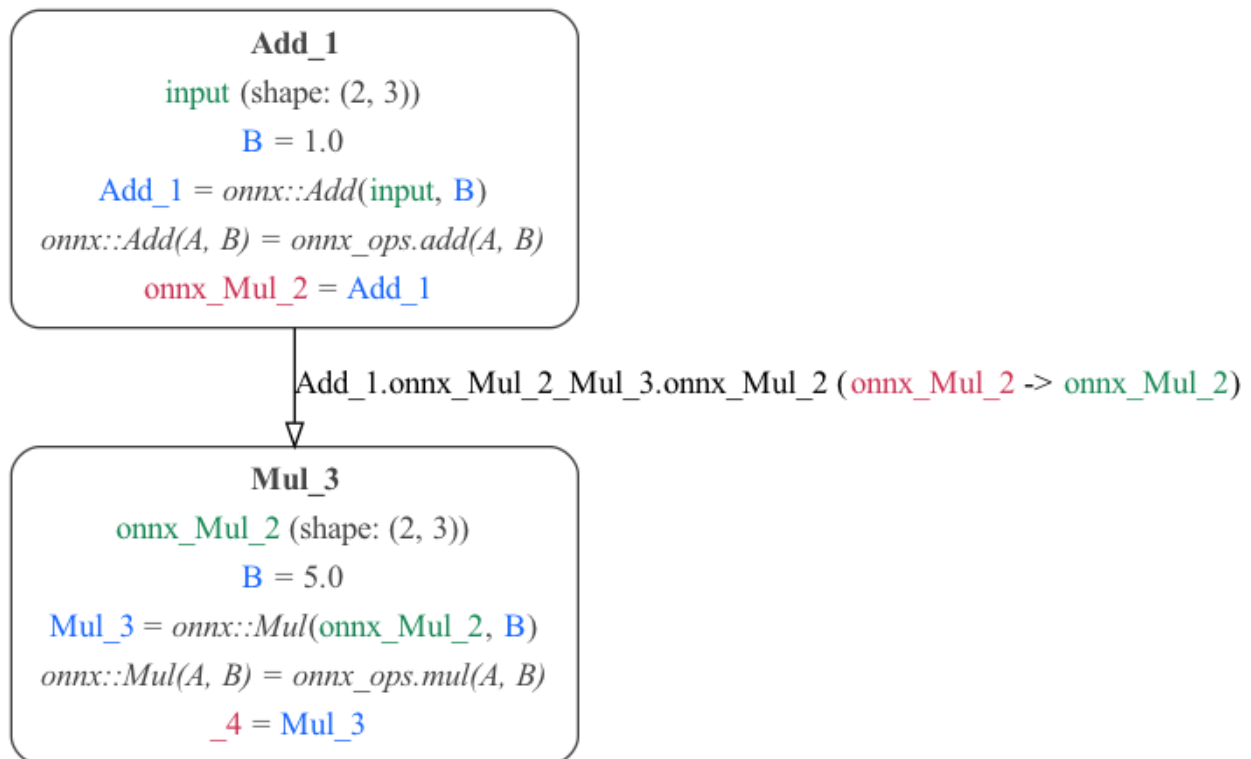 Add_1
input (shape: (2, 3))
B = 1.0
Add_1 = onnx::Add(input, B)
onnx::Add(A, B) = onnx_ops.add(A, B)
onnx_Mul_2 = Add_1
Add_1.onnx_Mul_2_Mul_3.onnx_Mul_2 (onnx_Mul_2 -> onnx_Mul_2)
Mul_3
onnx_Mul_2 (shape: (2, 3))
B = 5.0
Mul_3 = onnx::Mul(onnx_Mul_2, B)
onnx::Mul(A, B) = onnx_ops.mul(A, B)
_4 = Mul_3